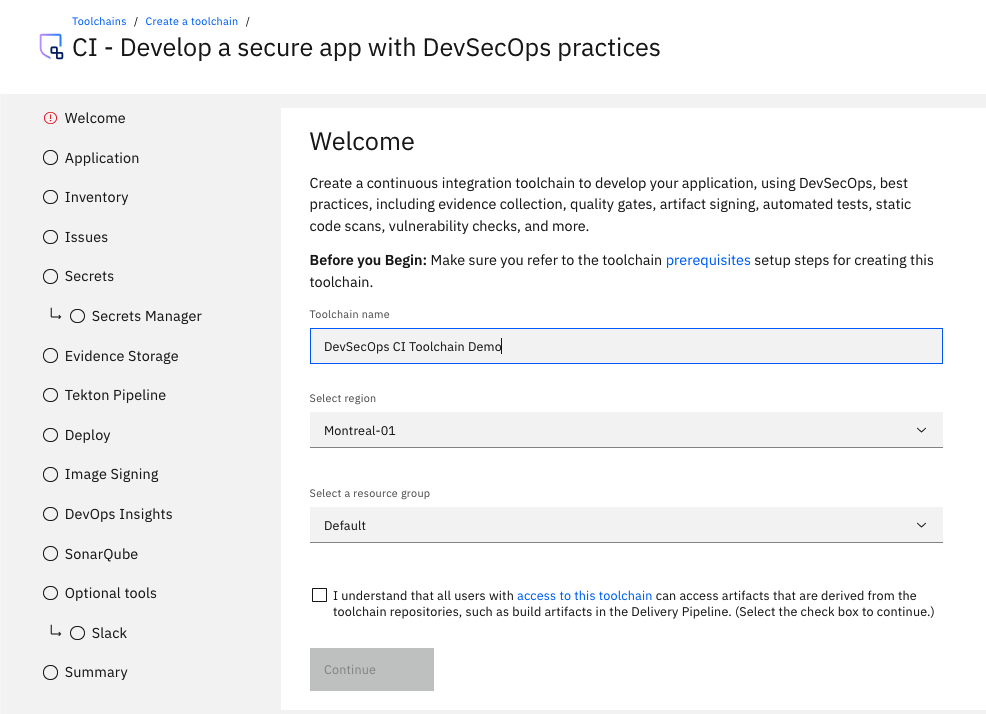 Toolchains / Create a toolchain /
CI - Develop a secure app with DevSecOps practices
Welcome
Application
Inventory
Issues
Secrets
Secrets Manager
Evidence Storage
Tekton Pipeline
Deploy
Image Signing
DevOps Insights
SonarQube
Optional tools
Slack
Summary
Welcome
Create a continuous integration toolchain to develop your application, using DevSecOps, best
practices, including evidence collection, quality gates, artifact signing, automated tests, static
code scans, vulnerability checks, and more.
Before you Begin: Make sure you refer to the toolchain prerequisites setup steps for creating this
toolchain.
Toolchain name
DevSecOps CI Toolchain Demo
Select region
Montreal-01
Select a resource group
Default
I understand that all users with access to this toolchain can access artifacts that are derived from the
toolchain repositories, such as build artifacts in the Delivery Pipeline. (Select the check box to continue.)
Continue